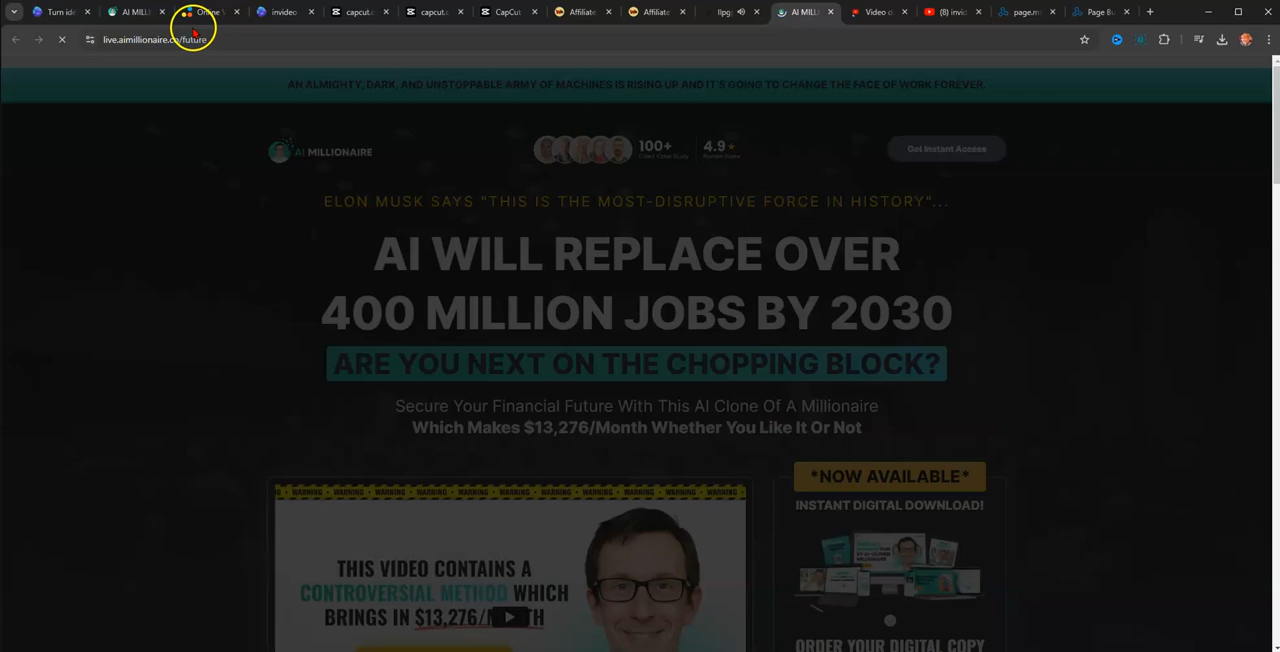 Turn ide
AI MILL
Online V
invideo
capcut.c
capcut.c
CapCut
Affiliate
Affiliate
llpg
AI MILL
Video d
(8) invid
page.m
Page Bu
live.aimillionaire.co/future
AN ALMIGHTY, DARK, AND UNSTOPPABLE ARMY OF MACHINES IS RISING UP AND IT'S GOING TO CHANGE THE FACE OF WORK FOREVER.
AI MILLIONAIRE
100+
4.9
Get Instant Access
ELON MUSK SAYS "THIS IS THE MOST-DISRUPTIVE FORCE IN HISTORY"...
AI WILL REPLACE OVER
400 MILLION JOBS BY 2030
ARE YOU NEXT ON THE CHOPPING BLOCK?
Secure Your Financial Future With This AI Clone Of A Millionaire
Which Makes $13,276/Month Whether You Like It Or Not
*NOW AVAILABLE*
INSTANT DIGITAL DOWNLOAD!
WARNING WARNING WARNING WARNING WARNING WARNING WARNING WARNING WARNING
THIS VIDEO CONTAINS A
CONTROVERSIAL METHOD WHICH
BRINGS IN $13,276/MONTH
ORDER YOUR DIGITAL COPY